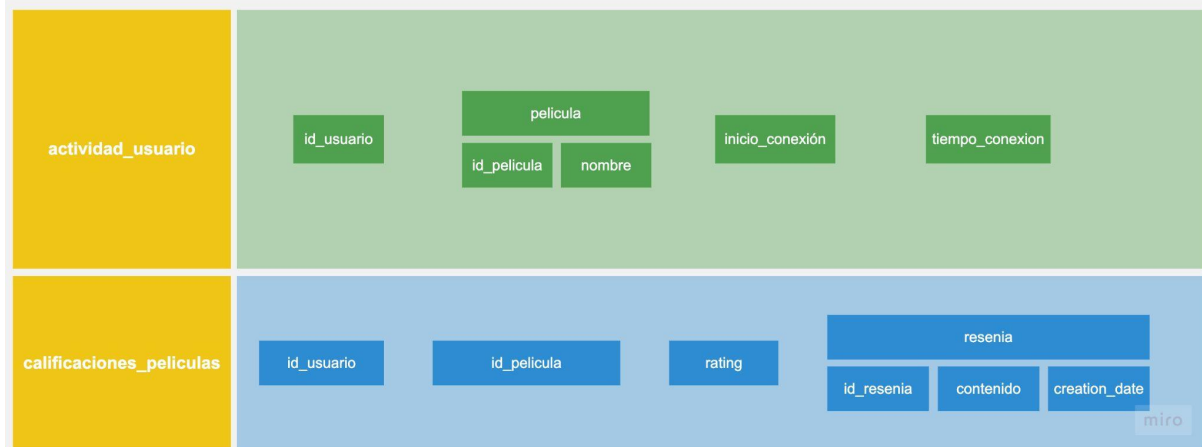 actividad_usuario
id_usuario
pelicula
id_pelicula
nombre
inicio_conexión
tiempo_conexion
calificaciones_peliculas
id_usuario
id_pelicula
rating
resenia
id_resenia
contenido
creation_date
miro